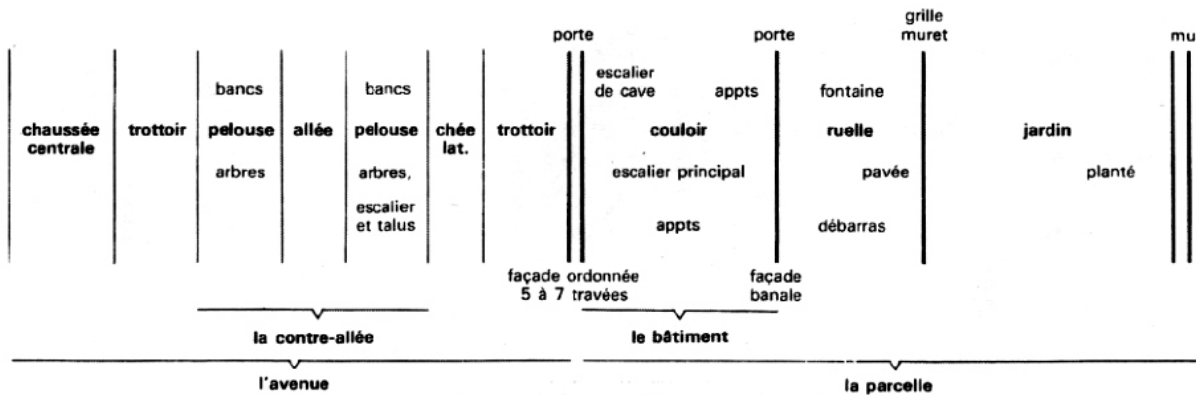 grille
porte porte muret mu
escalier
bancs bancs de cave appts fontaine
chaussée trottoir pelouse allée pelouse chée trottoir couloir ruelle jardin
centrale lat.
arbres arbres, escalier principal pavée planté
escalier
et talus appts débarras
façade ordonnée façade
5 à 7 travées banale
la contre-allée le bâtiment
l'avenue la parcelle